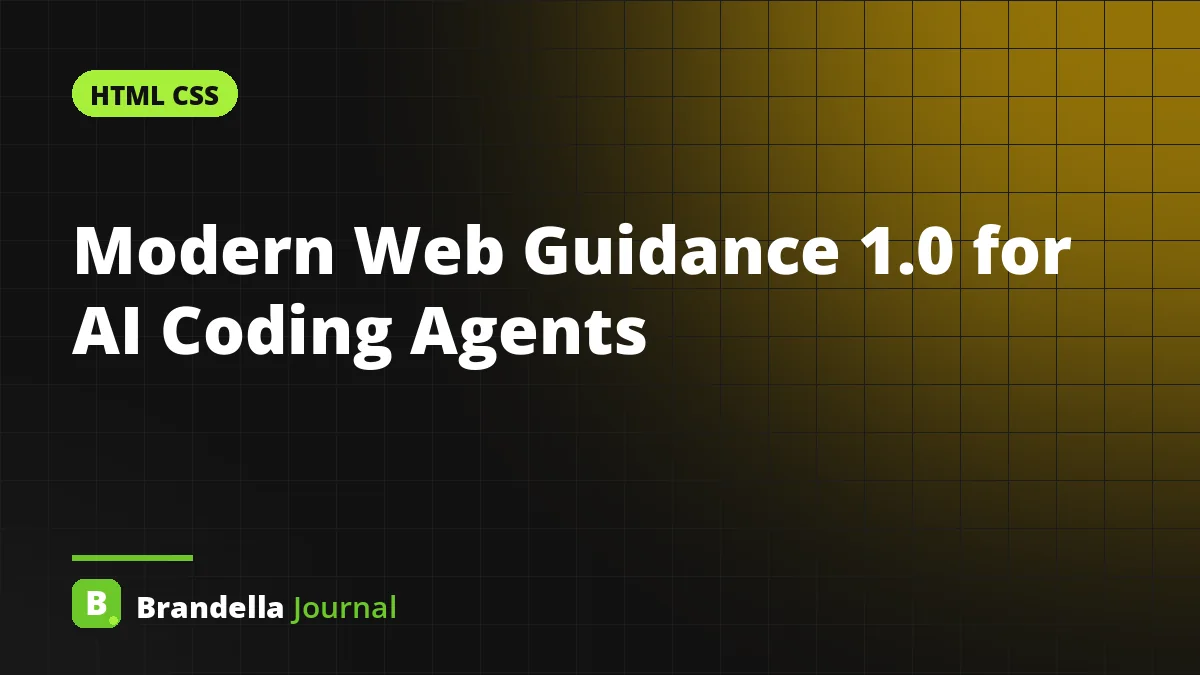 HTML CSS
Modern Web Guidance 1.0 for
AI Coding Agents
B
Brandella Journal